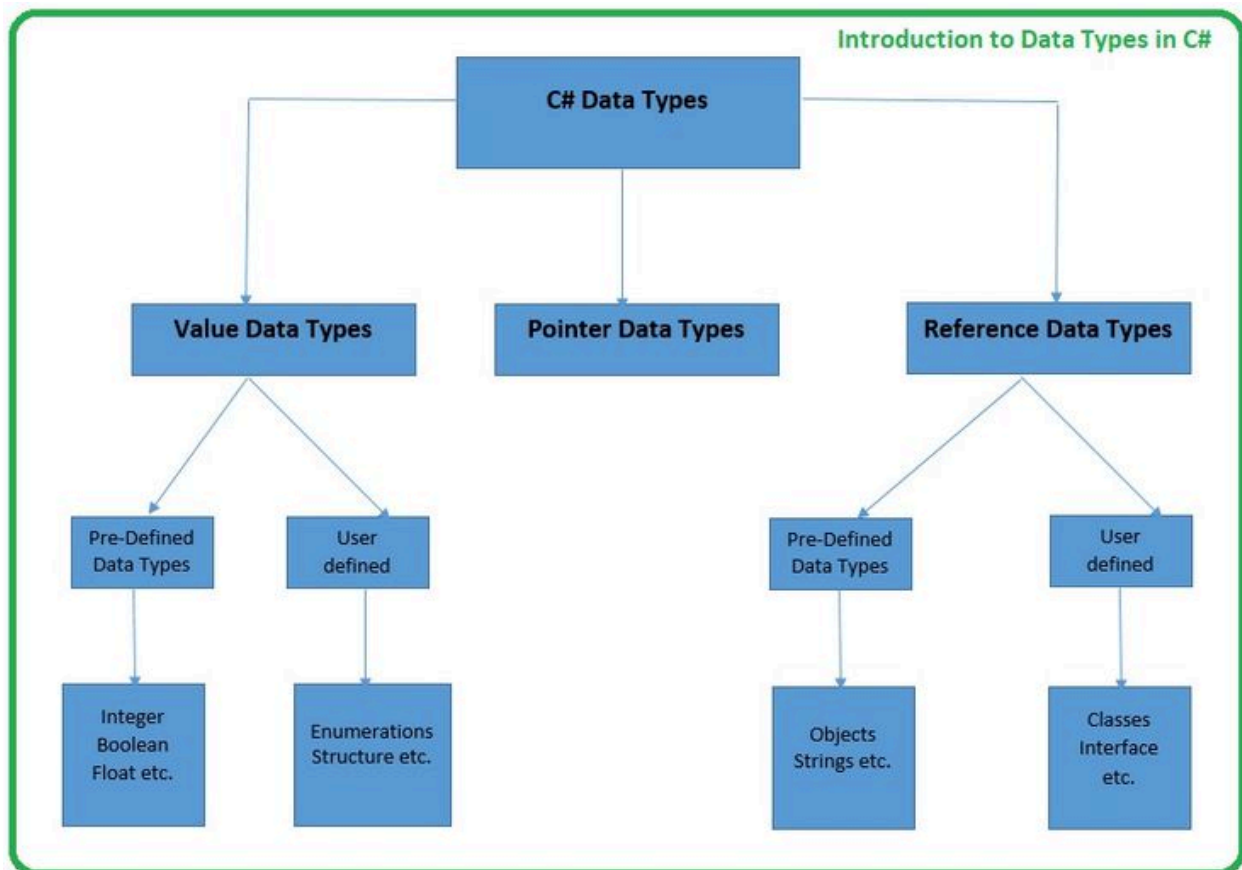 Introduction to Data Types in C#
C# Data Types
Value Data Types
Pointer Data Types
Reference Data Types
Pre-Defined
Data Types
User
defined
Pre-Defined
Data Types
User
defined
Integer
Boolean
Float etc.
Enumerations
Structure etc.
Objects
Strings etc.
Classes
Interface
etc.